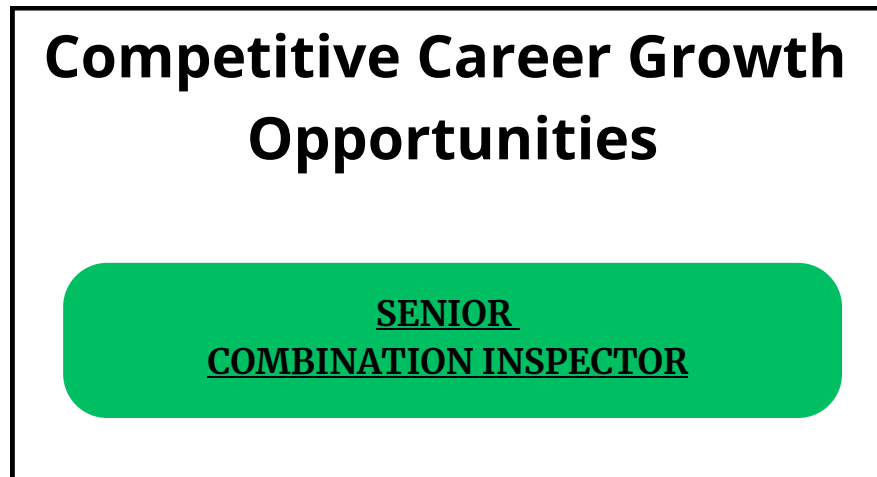 Competitive Career Growth
Opportunities
SENIOR
COMBINATION INSPECTOR